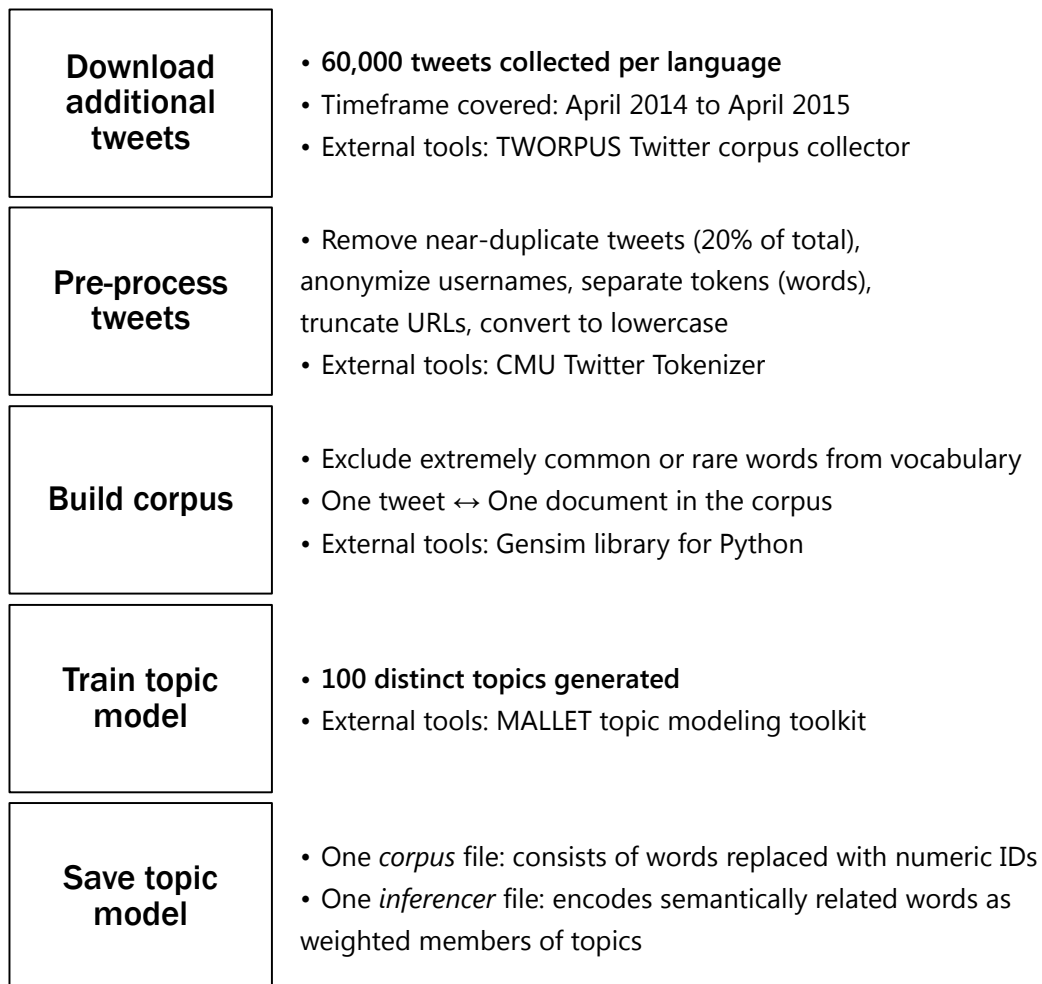 Download
additional
tweets
• 60,000 tweets collected per language
• Timeframe covered: April 2014 to April 2015
• External tools: TWORPUS Twitter corpus collector
Pre-process
tweets
• Remove near-duplicate tweets (20% of total),
anonymize usernames, separate tokens (words),
truncate URLs, convert to lowercase
• External tools: CMU Twitter Tokenizer
Build corpus
• Exclude extremely common or rare words from vocabulary
• One tweet ↔ One document in the corpus
• External tools: Gensim library for Python
Train topic
model
• 100 distinct topics generated
• External tools: MALLET topic modeling toolkit
Save topic
model
• One corpus file: consists of words replaced with numeric IDs
• One inferencer file: encodes semantically related words as
weighted members of topics